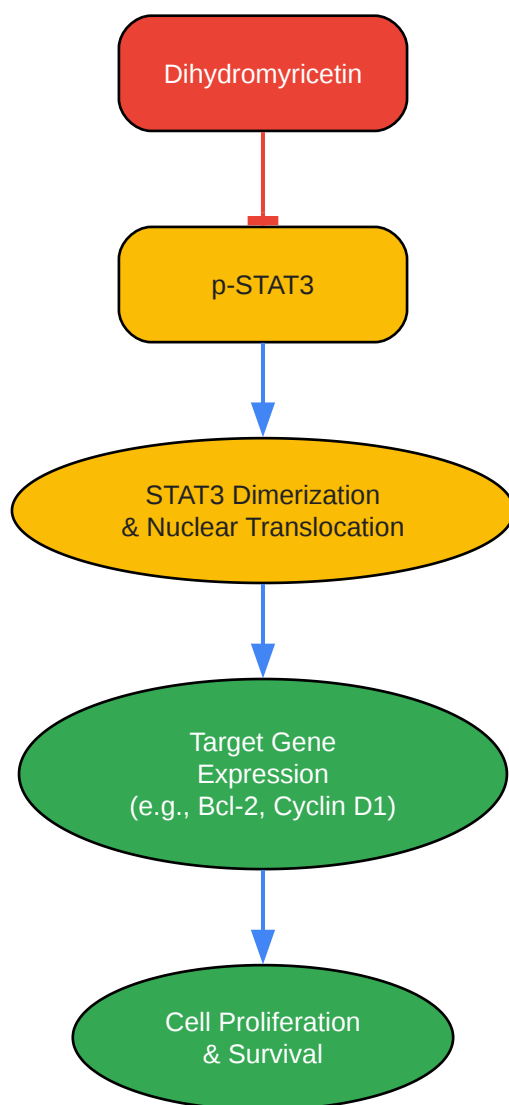 Dihydromyricetin
p-STAT3
STAT3 Dimerization
& Nuclear Translocation
Target Gene
Expression
(e.g., Bcl-2, Cyclin D1)
Cell Proliferation
& Survival